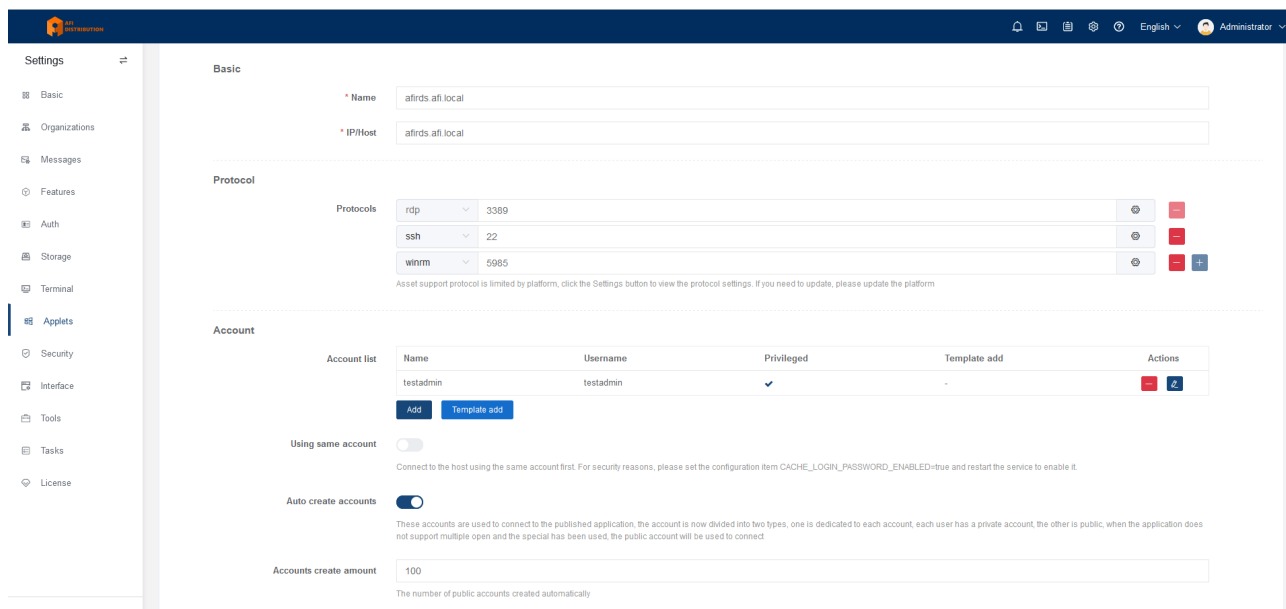 AFI
DISTRIBUTION
English
Administrator
Settings
Basic
Organizations
Messages
Features
Auth
Storage
Terminal
Applets
Security
Interface
Tools
Tasks
License
Basic
* Name
afirds.afi.local
* IP/Host
afirds.afi.local
Protocol
Protocols
rdp 3389
ssh 22
winrm 5985
Asset support protocol is limited by platform, click the Settings button to view the protocol settings. If you need to update, please update the platform
Account
Account list
Name Username Privileged Template add Actions
testadmin testadmin -
Add Template add
Using same account
Connect to the host using the same account first. For security reasons, please set the configuration item CACHE_LOGIN_PASSWORD_ENABLED=true and restart the service to enable it.
Auto create accounts
These accounts are used to connect to the published application, the account is now divided into two types, one is dedicated to each account, each user has a private account, the other is public, when the application does
not support multiple open and the special has been used, the public account will be used to connect
Accounts create amount
100
The number of public accounts created automatically